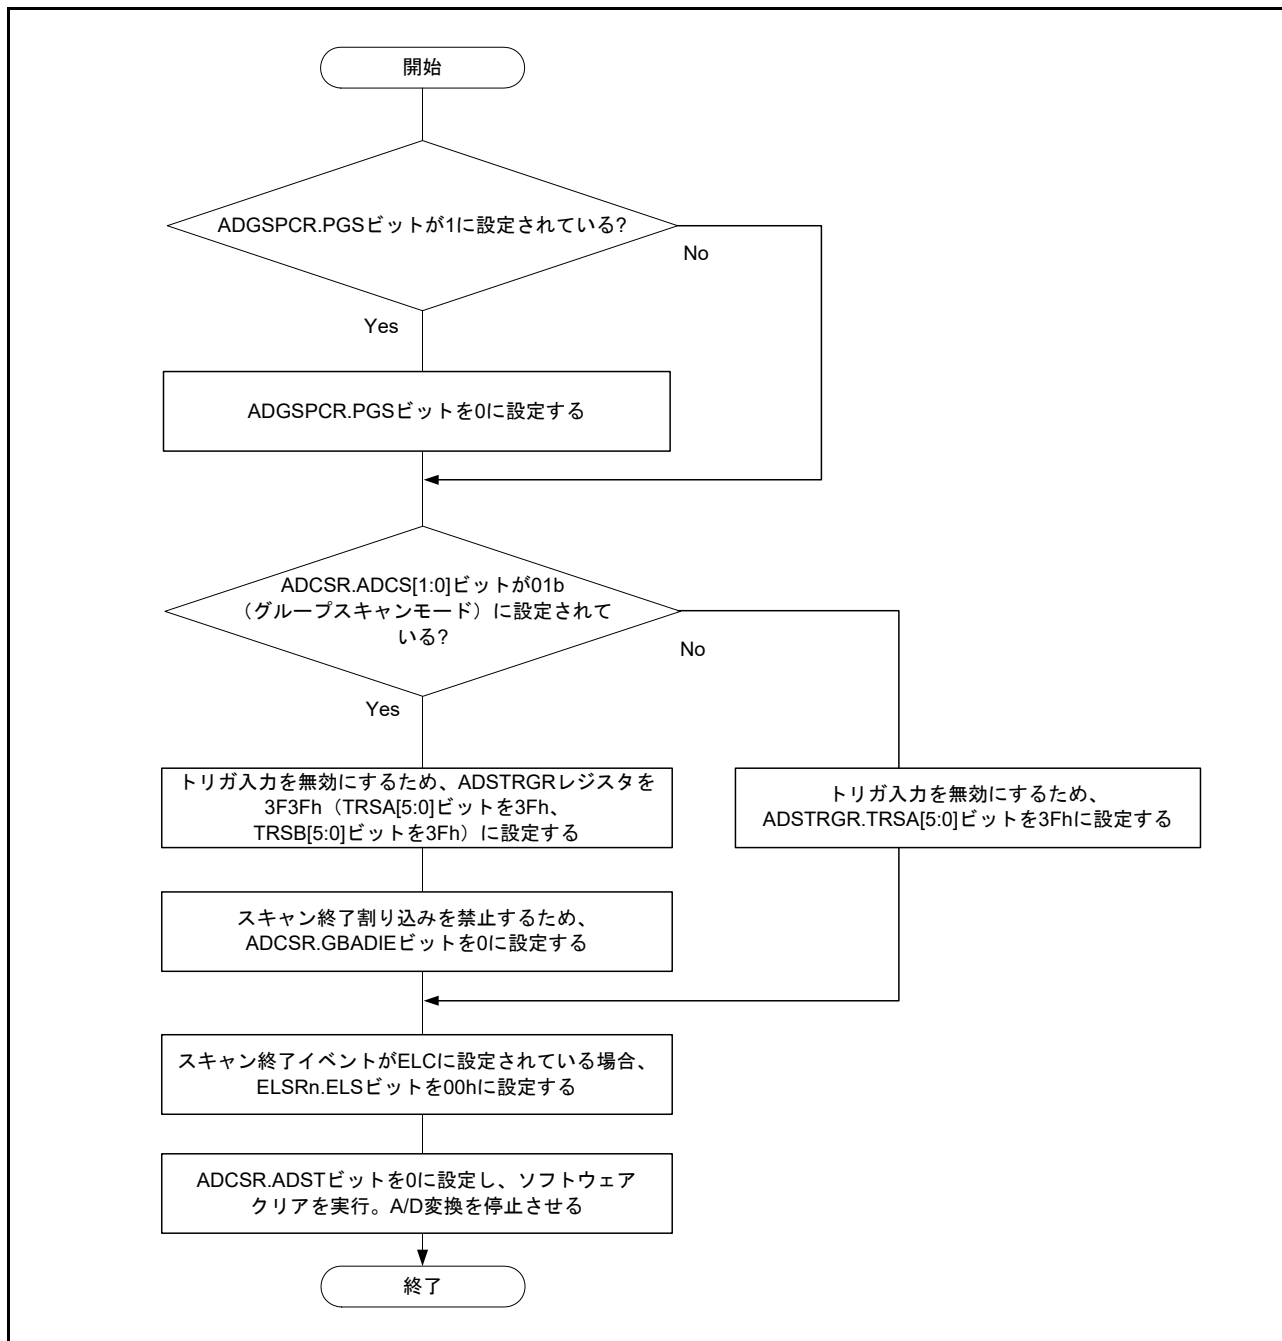 開始
ADGSPCR.PGSビットが1に設定されている?
No
Yes
ADGSPCR.PGSビットを0に設定する
ADCSR.ADCS[1:0]ビットが01b
（グループスキャンモード）に設定されて
いる?
No
Yes
トリガ入力を無効にするため、ADSTRGRレジスタを
3F3Fh（TRSA[5:0]ビットを3Fh、
TRSB[5:0]ビットを3Fh）に設定する
トリガ入力を無効にするため、
ADSTRGR.TRSA[5:0]ビットを3Fhに設定する
スキャン終了割り込みを禁止するため、
ADCSR.GBADIEビットを0に設定する
スキャン終了イベントがELCに設定されている場合、
ELSRn.ELSビットを00hに設定する
ADCSR.ADSTビットを0に設定し、ソフトウェア
クリアを実行。A/D変換を停止させる
終了